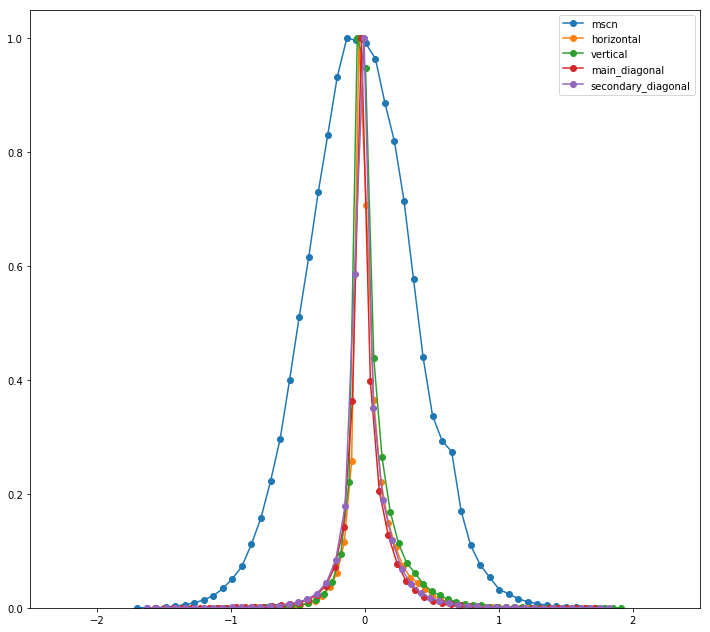 mscn
horizontal
vertical
main_diagonal
secondary_diagonal
1.0
0.8
0.6
0.4
0.2
0.0
−2 −1 0 1 2